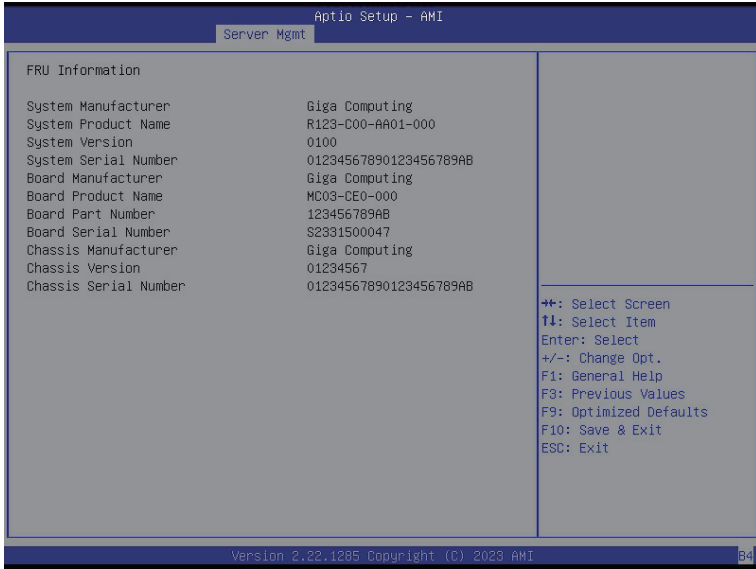 Aptio Setup – AMI
Server Mgmt
FRU Information
System Manufacturer Giga Computing
System Product Name R123-C00-AA01-000
System Version 0100
System Serial Number 01234567890123456789AB
Board Manufacturer Giga Computing
Board Product Name MC03-CE0-000
Board Part Number 123456789AB
Board Serial Number S2331500047
Chassis Manufacturer Giga Computing
Chassis Version 01234567
Chassis Serial Number 01234567890123456789AB
→←: Select Screen
↑↓: Select Item
Enter: Select
+/-: Change Opt.
F1: General Help
F3: Previous Values
F9: Optimized Defaults
F10: Save & Exit
ESC: Exit
Version 2.22.1285 Copyright (C) 2023 AMI
B4